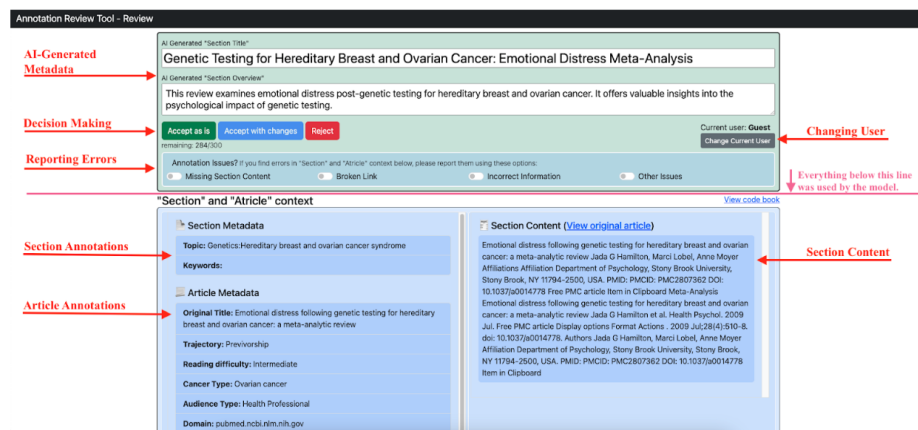 Annotation Review Tool - Review
AI-Generated
Metadata
AI Generated "Section Title"
Genetic Testing for Hereditary Breast and Ovarian Cancer: Emotional Distress Meta-Analysis
AI Generated "Section Overview"
This review examines emotional distress post-genetic testing for hereditary breast and ovarian cancer. It offers valuable insights into the
psychological impact of genetic testing.
Decision Making
Accept as is
Accept with changes
Reject
remaining: 284/300
Current user: Guest
Change Current User
Changing User
Reporting Errors
Annotation Issues? If you find errors in "Section" and "Atricle" context below, please report them using these options:
Missing Section Content
Broken Link
Incorrect Information
Other Issues
Everything below this line
was used by the model.
"Section" and "Atricle" context
View code book
Section Annotations
Section Metadata
Topic: Genetics:Hereditary breast and ovarian cancer syndrome
Keywords:
Article Annotations
Article Metadata
Original Title: Emotional distress following genetic testing for hereditary
breast and ovarian cancer: a meta-analytic review
Trajectory: Previvorship
Reading difficulty: Intermediate
Cancer Type: Ovarian cancer
Audience Type: Health Professional
Domain: pubmed.ncbi.nlm.nih.gov
Section Content (View original article)
Section Content
Emotional distress following genetic testing for hereditary breast and ovarian
cancer: a meta-analytic review Jada G Hamilton, Marci Lobel, Anne Moyer
Affiliations Affiliation Department of Psychology, Stony Brook University,
Stony Brook, NY 11794-2500, USA. PMID: PMCID: PMC2807362 DOI:
10.1037/a0014778 Free PMC article Item in Clipboard Meta-Analysis
Emotional distress following genetic testing for hereditary breast and ovarian
cancer: a meta-analytic review Jada G Hamilton et al. Health Psychol. 2009
Jul. Free PMC article Display options Format Actions . 2009 Jul;28(4):510-8.
doi: 10.1037/a0014778. Authors Jada G Hamilton, Marci Lobel, Anne Moyer
Affiliation Department of Psychology, Stony Brook University, Stony Brook,
NY 11794-2500, USA. PMID: PMCID: PMC2807362 DOI: 10.1037/a0014778
Item in Clipboard